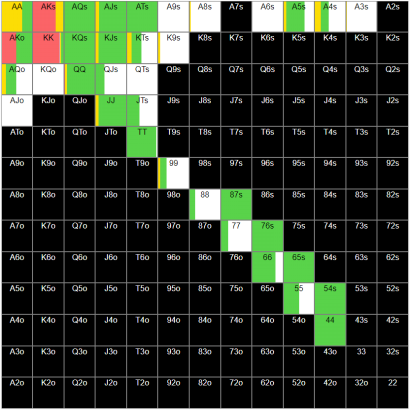 AA AKs AQs AJs ATs A9s A8s A7s A6s A5s A4s A3s A2s
AKo KK KQs KJs KTs K9s K8s K7s K6s K5s K4s K3s K2s
AQo KQo QQ QJs QTs Q9s Q8s Q7s Q6s Q5s Q4s Q3s Q2s
AJo KJo QJo JJ JTs J9s J8s J7s J6s J5s J4s J3s J2s
ATo KTo QTo JTo TT T9s T8s T7s T6s T5s T4s T3s T2s
A9o K9o Q9o J9o T9o 99 98s 97s 96s 95s 94s 93s 92s
A8o K8o Q8o J8o T8o 98o 88 87s 86s 85s 84s 83s 82s
A7o K7o Q7o J7o T7o 97o 87o 77 76s 75s 74s 73s 72s
A6o K6o Q6o J6o T6o 96o 86o 76o 66 65s 64s 63s 62s
A5o K5o Q5o J5o T5o 95o 85o 75o 65o 55 54s 53s 52s
A4o K4o Q4o J4o T4o 94o 84o 74o 64o 54o 44 43s 42s
A3o K3o Q3o J3o T3o 93o 83o 73o 63o 53o 43o 33 32s
A2o K2o Q2o J2o T2o 92o 82o 72o 62o 52o 42o 32o 22